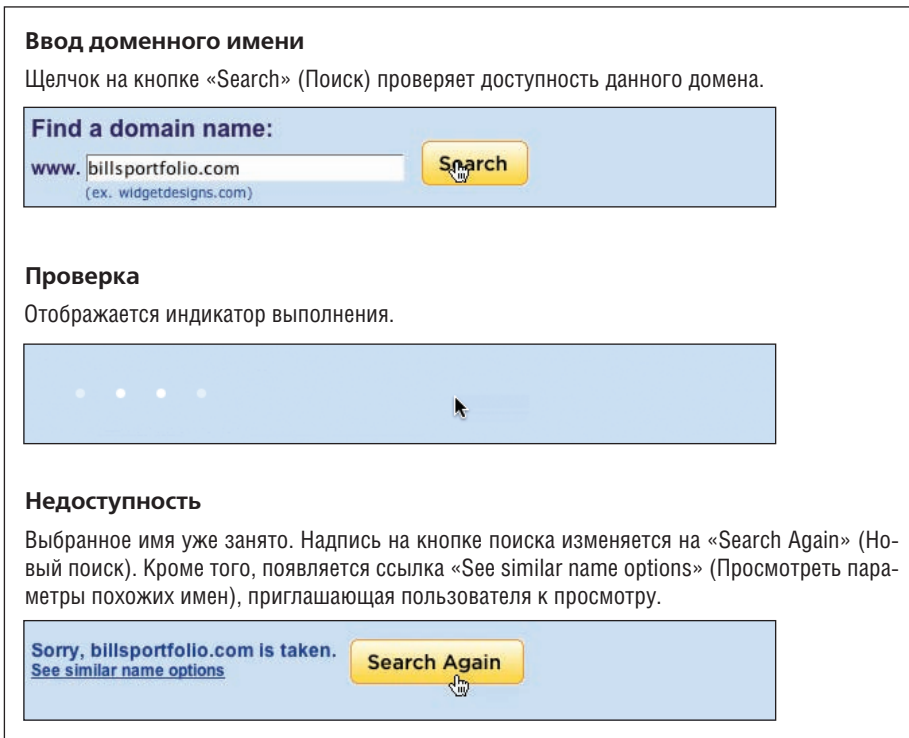 Ввод доменного имени
Щелчок на кнопке «Search» (Поиск) проверяет доступность данного домена.
Find a domain name:
www. billsportfolio.com Search
(ex. widgetdesigns.com)
Проверка
Отображается индикатор выполнения.
Недоступность
Выбранное имя уже занято. Надпись на кнопке поиска изменяется на «Search Again» (Но-
вый поиск). Кроме того, появляется ссылка «See similar name options» (Просмотреть пара-
метры похожих имен), приглашающая пользователя к просмотру.
Sorry, billsportfolio.com is taken.
See similar name options
Search Again